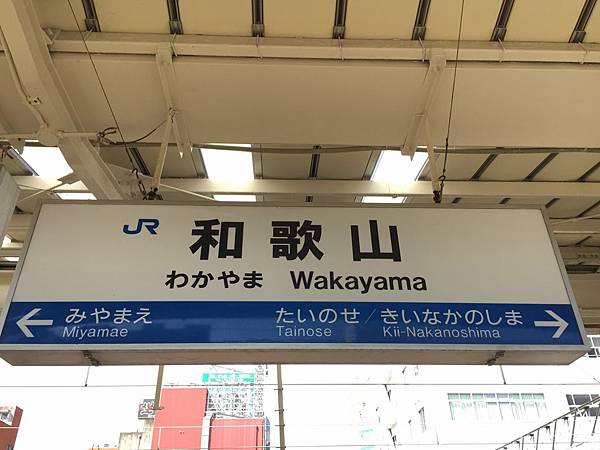 JR 和歌山
わかやま Wakayama
← みやまえ たいのせ/きいなかのしま →
Miyamae Tainose Kii-Nakanoshima